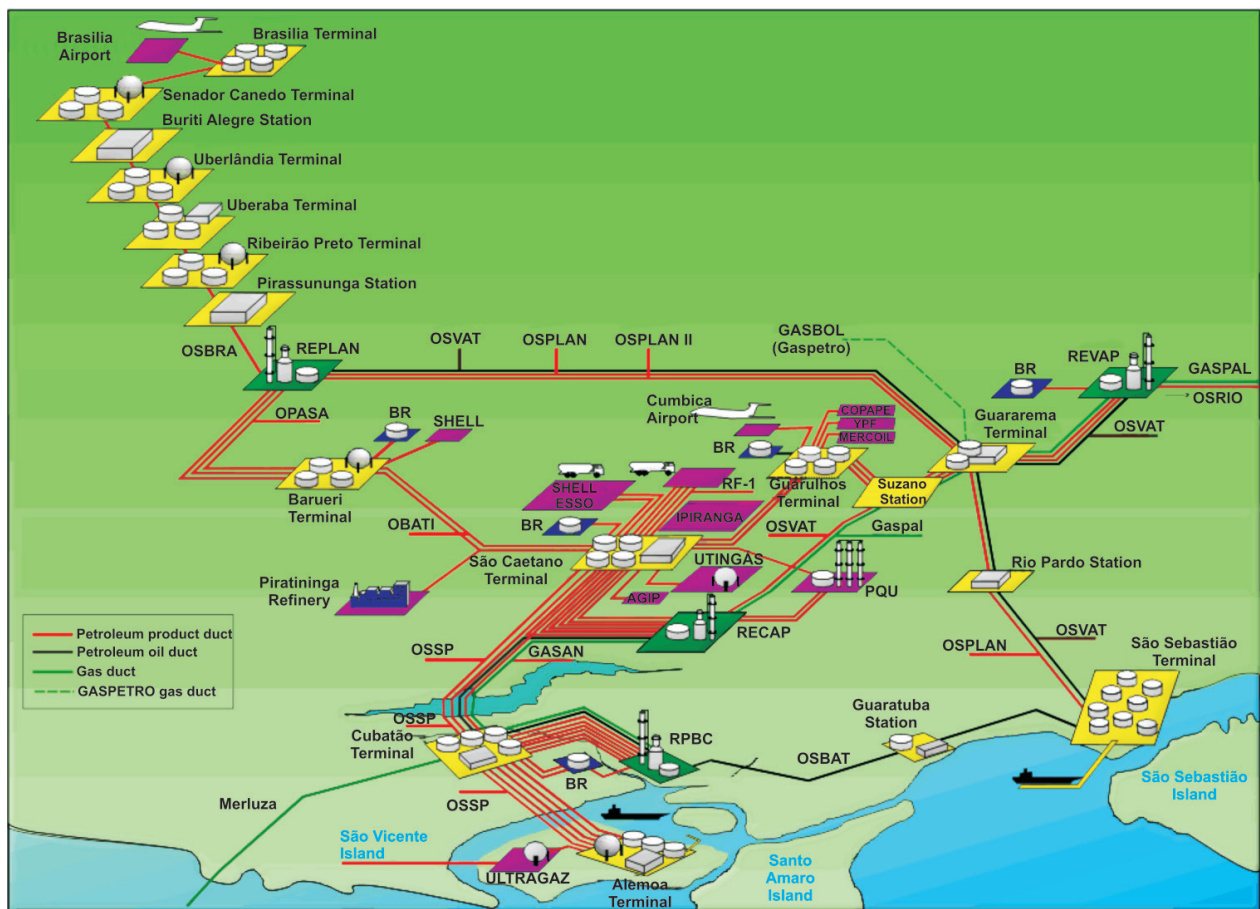 Brasilia
Airport
Brasilia Terminal
Senador Canedo Terminal
Buriti Alegre Station
Uberlândia Terminal
Uberaba Terminal
Ribeirão Preto Terminal
Pirassununga Station
OSBRA
REPLAN
OSVAT
OSPLAN
OSPLAN II
GASBOL
(Gaspetro)
REVAP
BR
GASPAL
OSRIO
OPASA
BR
SHELL
Cumbica
Airport
COPAPE
YPF
MERCOIL
BR
Guararema
Terminal
OSVAT
Barueri
Terminal
SHELL
ESSO
RF-1
Guarulhos
Terminal
Suzano
Station
IPIRANGA
BR
OBATI
OSVAT
Gaspal
São Caetano
Terminal
UTINGAS
Rio Pardo Station
Piratininga
Refinery
AGIP
PQU
RECAP
Petroleum product duct
Petroleum oil duct
Gas duct
GASPETRO gas duct
OSSP
GASAN
OSPLAN
OSVAT
São Sebastião
Terminal
OSSP
Cubatão
Terminal
RPBC
Guaratuba
Station
OSBAT
BR
Merluza
OSSP
São Sebastião
Island
São Vicente
Island
ULTRAGAZ
Alemoa
Terminal
Santo
Amaro
Island